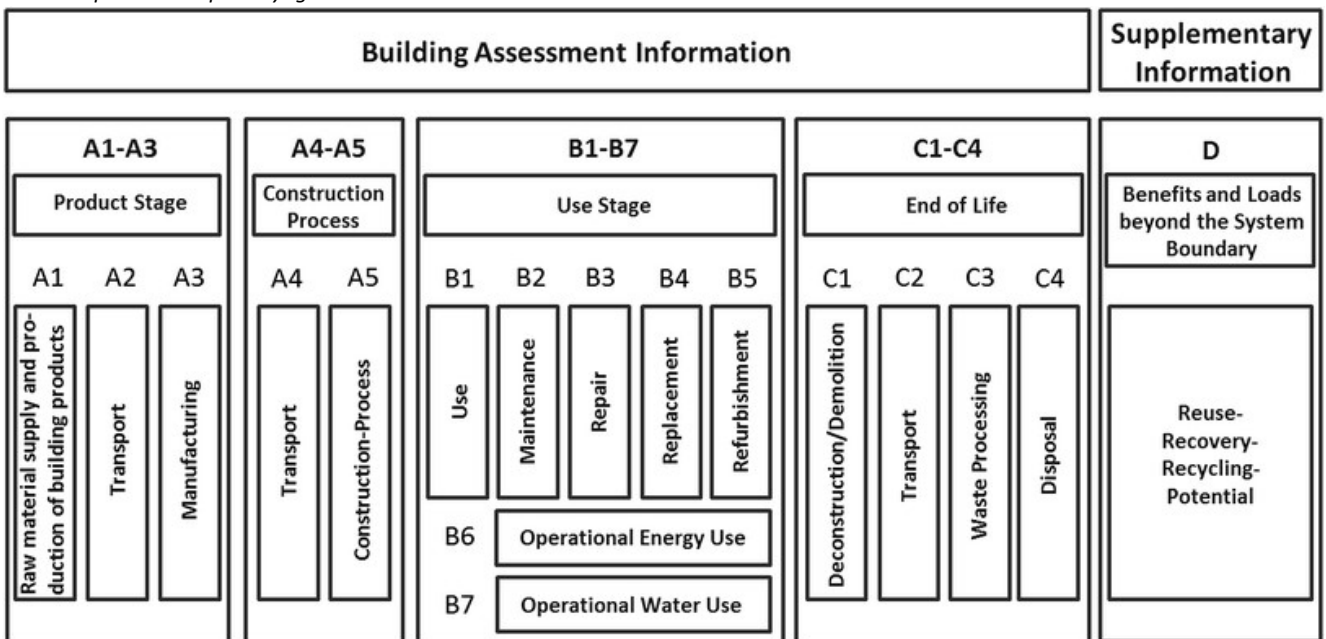 Building Assessment Information
Supplementary
Information
A1-A3
Product Stage
A1
A2
A3
Raw material supply and pro-
duction of building products
Transport
Manufacturing
A4-A5
Construction
Process
A4
A5
Transport
Construction-Process
B1-B7
Use Stage
B1
B2
B3
B4
B5
Use
Maintenance
Repair
Replacement
Refurbishment
B6
Operational Energy Use
B7
Operational Water Use
C1-C4
End of Life
C1
C2
C3
C4
Deconstruction/Demolition
Transport
Waste Processing
Disposal
D
Benefits and Loads
beyond the System
Boundary
Reuse-
Recovery-
Recycling-
Potential